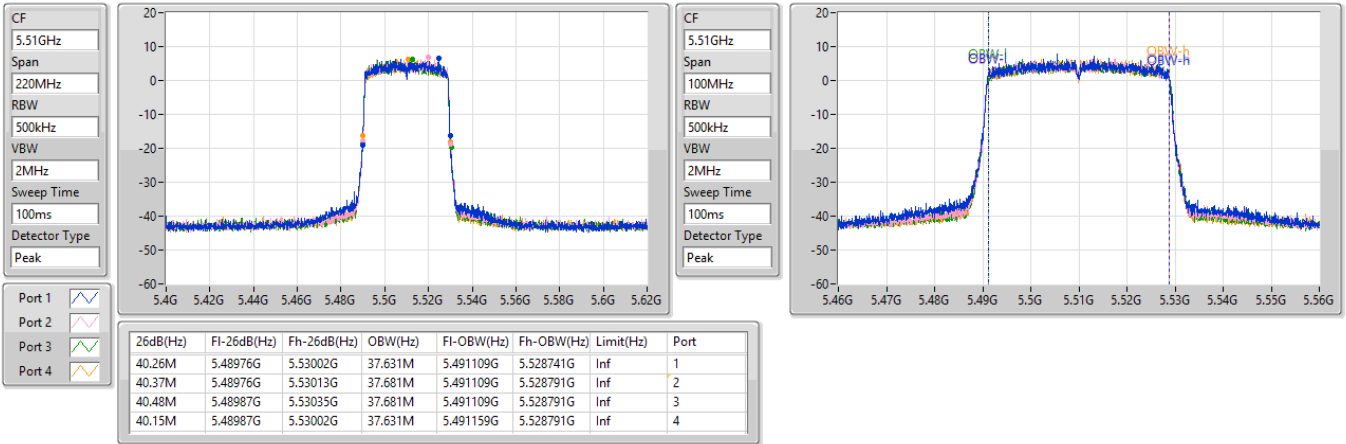 CF
5.51GHz
Span
220MHz
RBW
500kHz
VBW
2MHz
Sweep Time
100ms
Detector Type
Peak
20
10
0
-10
-20
-30
-40
-50
-60
5.4G 5.42G 5.44G 5.46G 5.48G 5.5G 5.52G 5.54G 5.56G 5.58G 5.6G 5.62G
CF
5.51GHz
Span
100MHz
RBW
500kHz
VBW
2MHz
Sweep Time
100ms
Detector Type
Peak
20
10
0
-10
-20
-30
-40
-50
-60
OBW-l
OBW-l
OBW-h
OBW-h
5.46G 5.47G 5.48G 5.49G 5.5G 5.51G 5.52G 5.53G 5.54G 5.55G 5.56G
Port 1
Port 2
Port 3
Port 4
26dB(Hz) Fl-26dB(Hz) Fh-26dB(Hz) OBW(Hz) Fl-OBW(Hz) Fh-OBW(Hz) Limit(Hz) Port
40.26M 5.48976G 5.53002G 37.631M 5.491109G 5.528741G Inf 1
40.37M 5.48976G 5.53013G 37.681M 5.491109G 5.528791G Inf 2
40.48M 5.48987G 5.53035G 37.681M 5.491109G 5.528791G Inf 3
40.15M 5.48987G 5.53002G 37.631M 5.491159G 5.528791G Inf 4